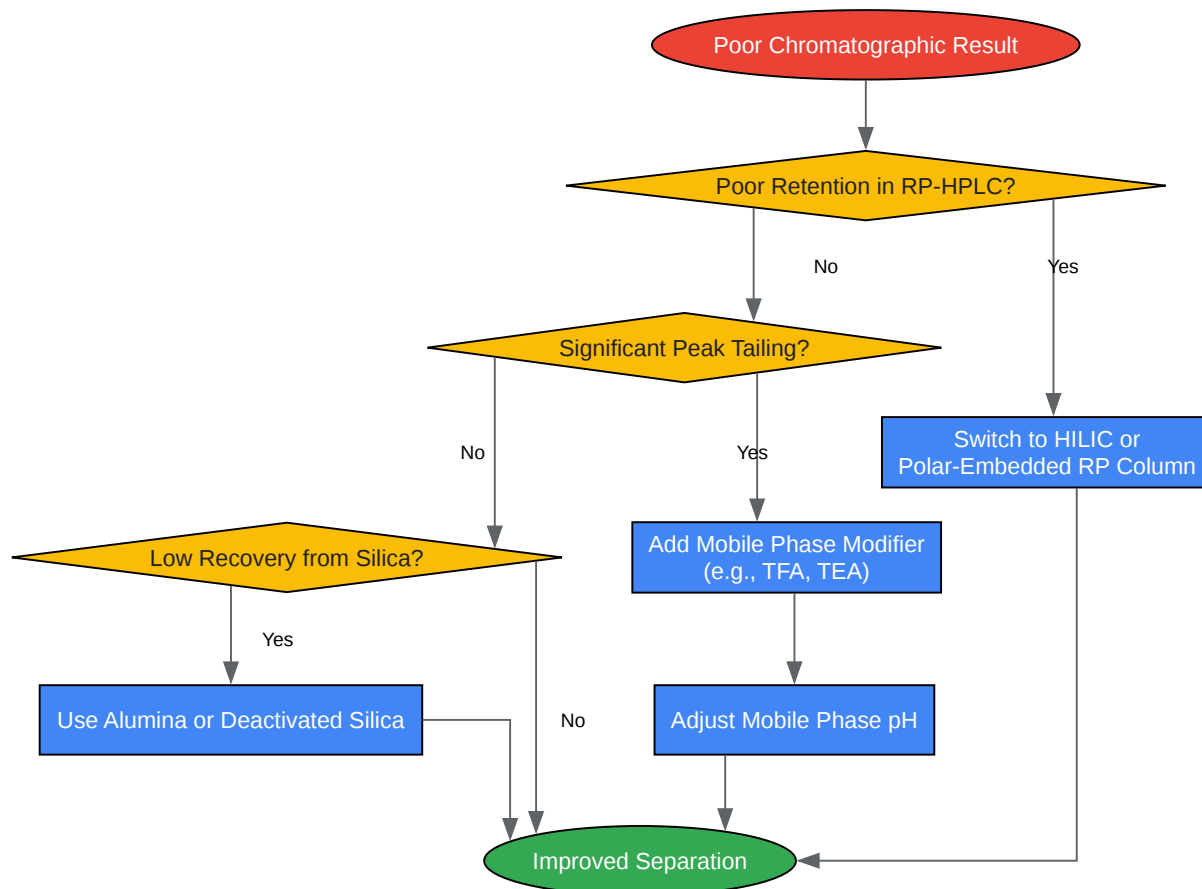 Poor Chromatographic Result
Poor Retention in RP-HPLC?
No
Yes
Significant Peak Tailing?
Switch to HILIC or
Polar-Embedded RP Column
No
Yes
Low Recovery from Silica?
Add Mobile Phase Modifier
(e.g., TFA, TEA)
Yes
Use Alumina or Deactivated Silica
No
Adjust Mobile Phase pH
Improved Separation